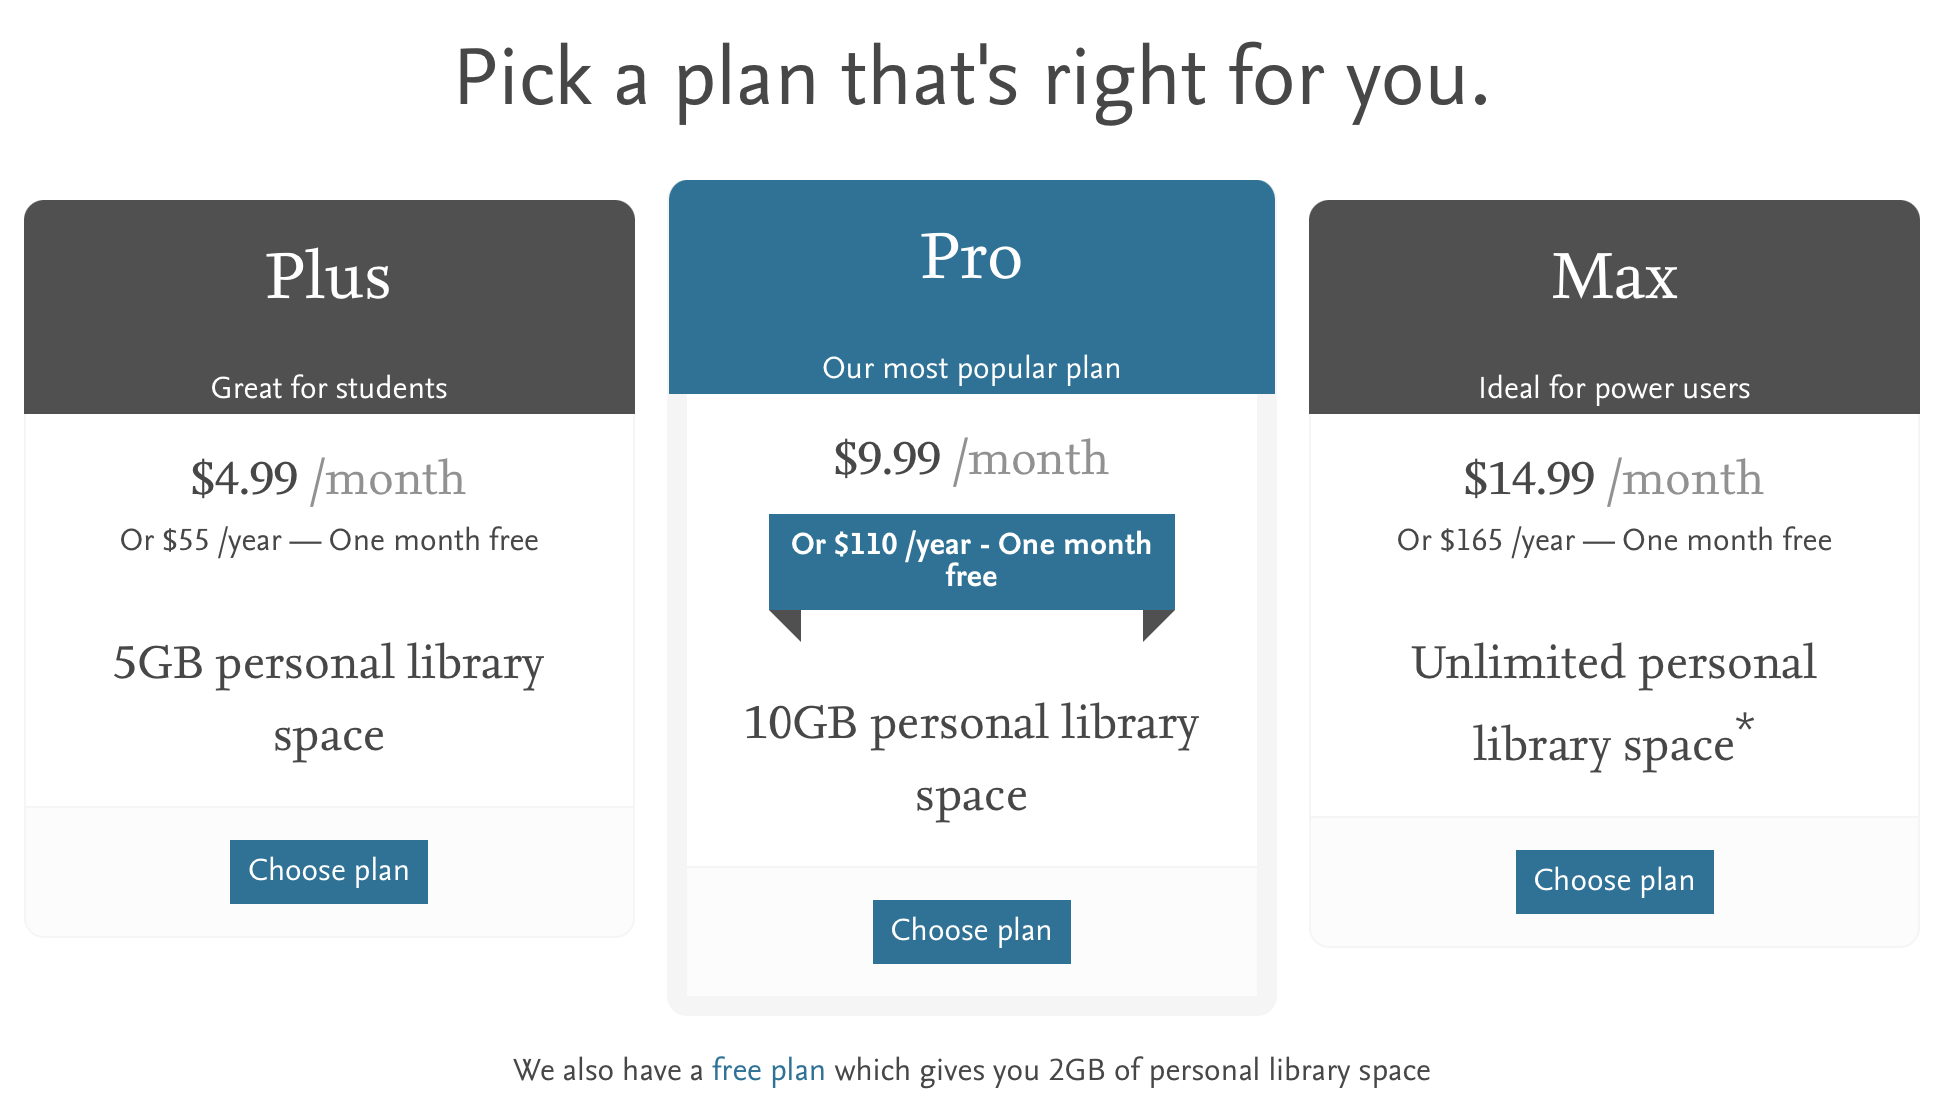 Pick a plan that's right for you.
Plus
Great for students
$4.99 /month
Or $55 /year — One month free
5GB personal library
space
Choose plan
Pro
Our most popular plan
$9.99 /month
Or $110 /year - One month
free
10GB personal library
space
Choose plan
Max
Ideal for power users
$14.99 /month
Or $165 /year — One month free
Unlimited personal
library space*
Choose plan
We also have a free plan which gives you 2GB of personal library space